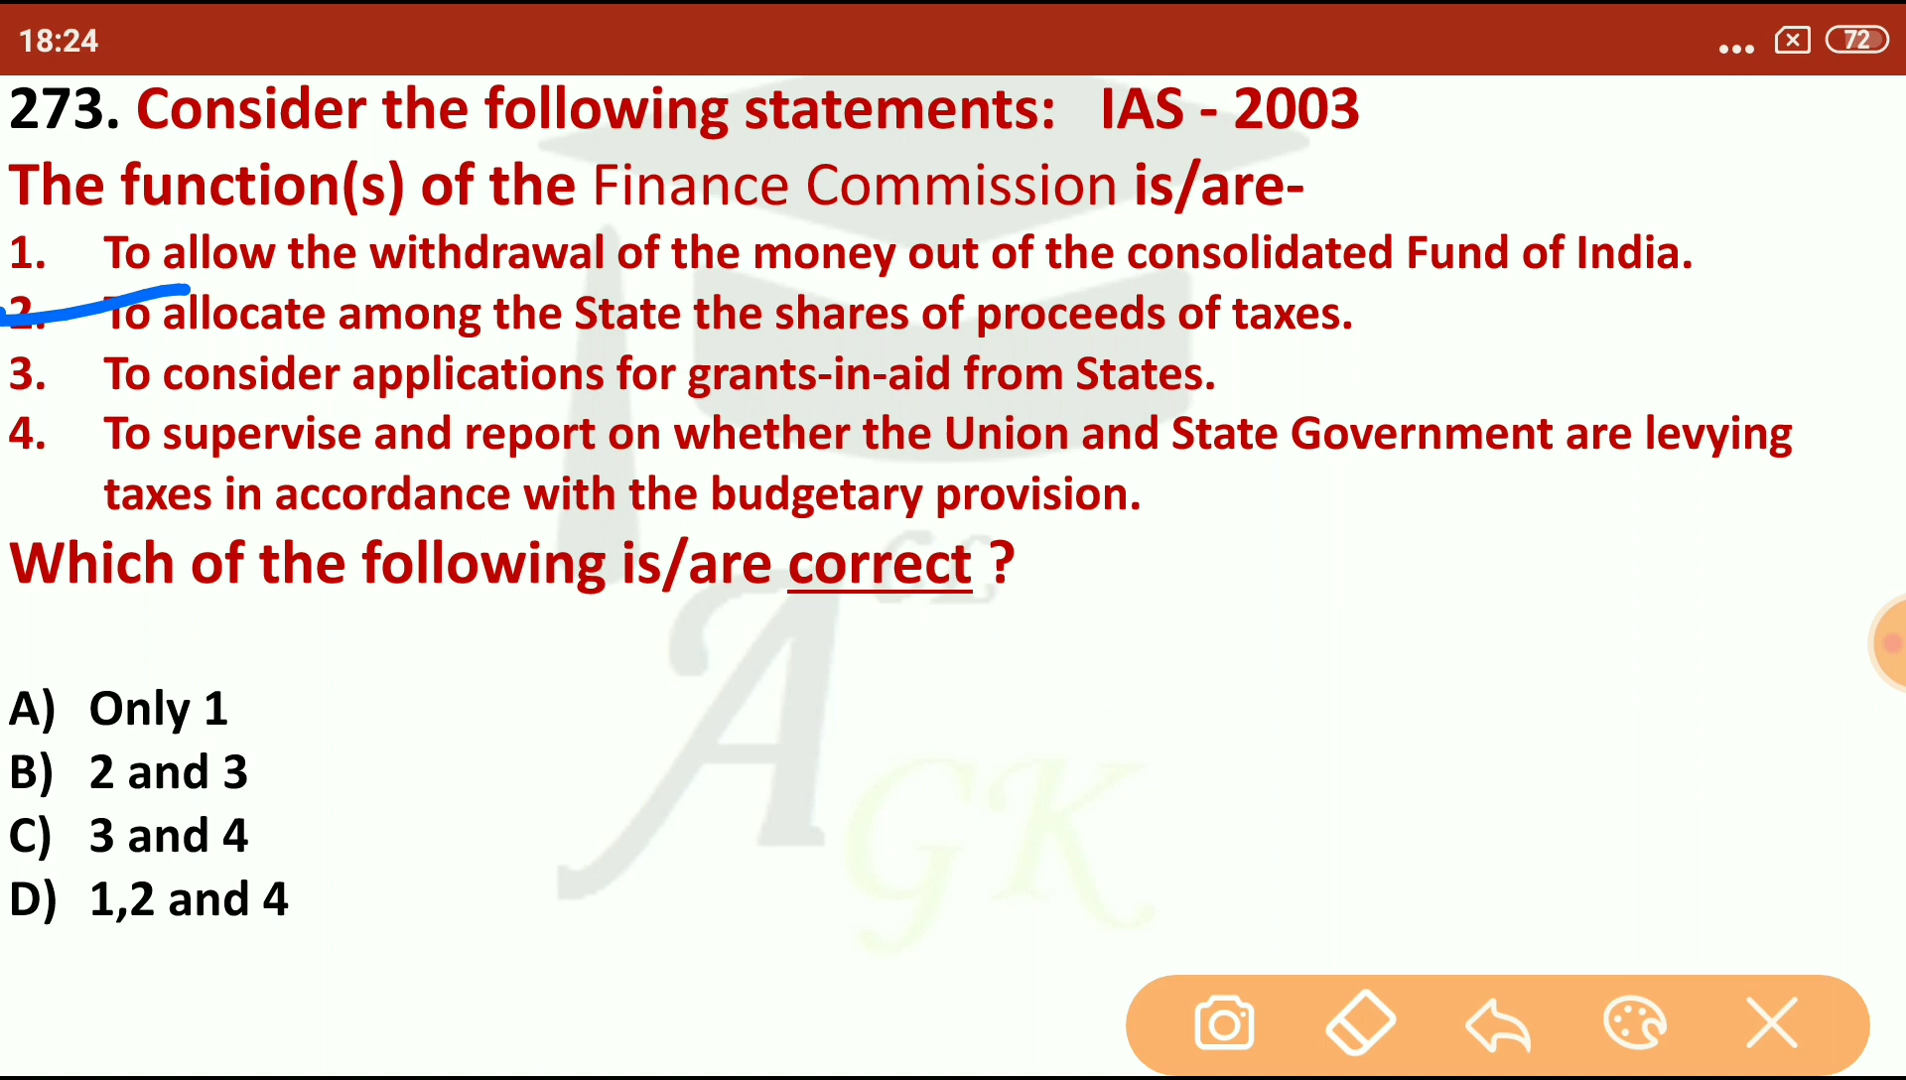 18:24 ... 72
273. Consider the following statements: IAS - 2003
The function(s) of the Finance Commission is/are-
1. To allow the withdrawal of the money out of the consolidated Fund of India.
2. To allocate among the State the shares of proceeds of taxes.
3. To consider applications for grants-in-aid from States.
4. To supervise and report on whether the Union and State Government are levying
taxes in accordance with the budgetary provision.
Which of the following is/are correct ?
A) Only 1
B) 2 and 3
C) 3 and 4
D) 1,2 and 4
A
GK